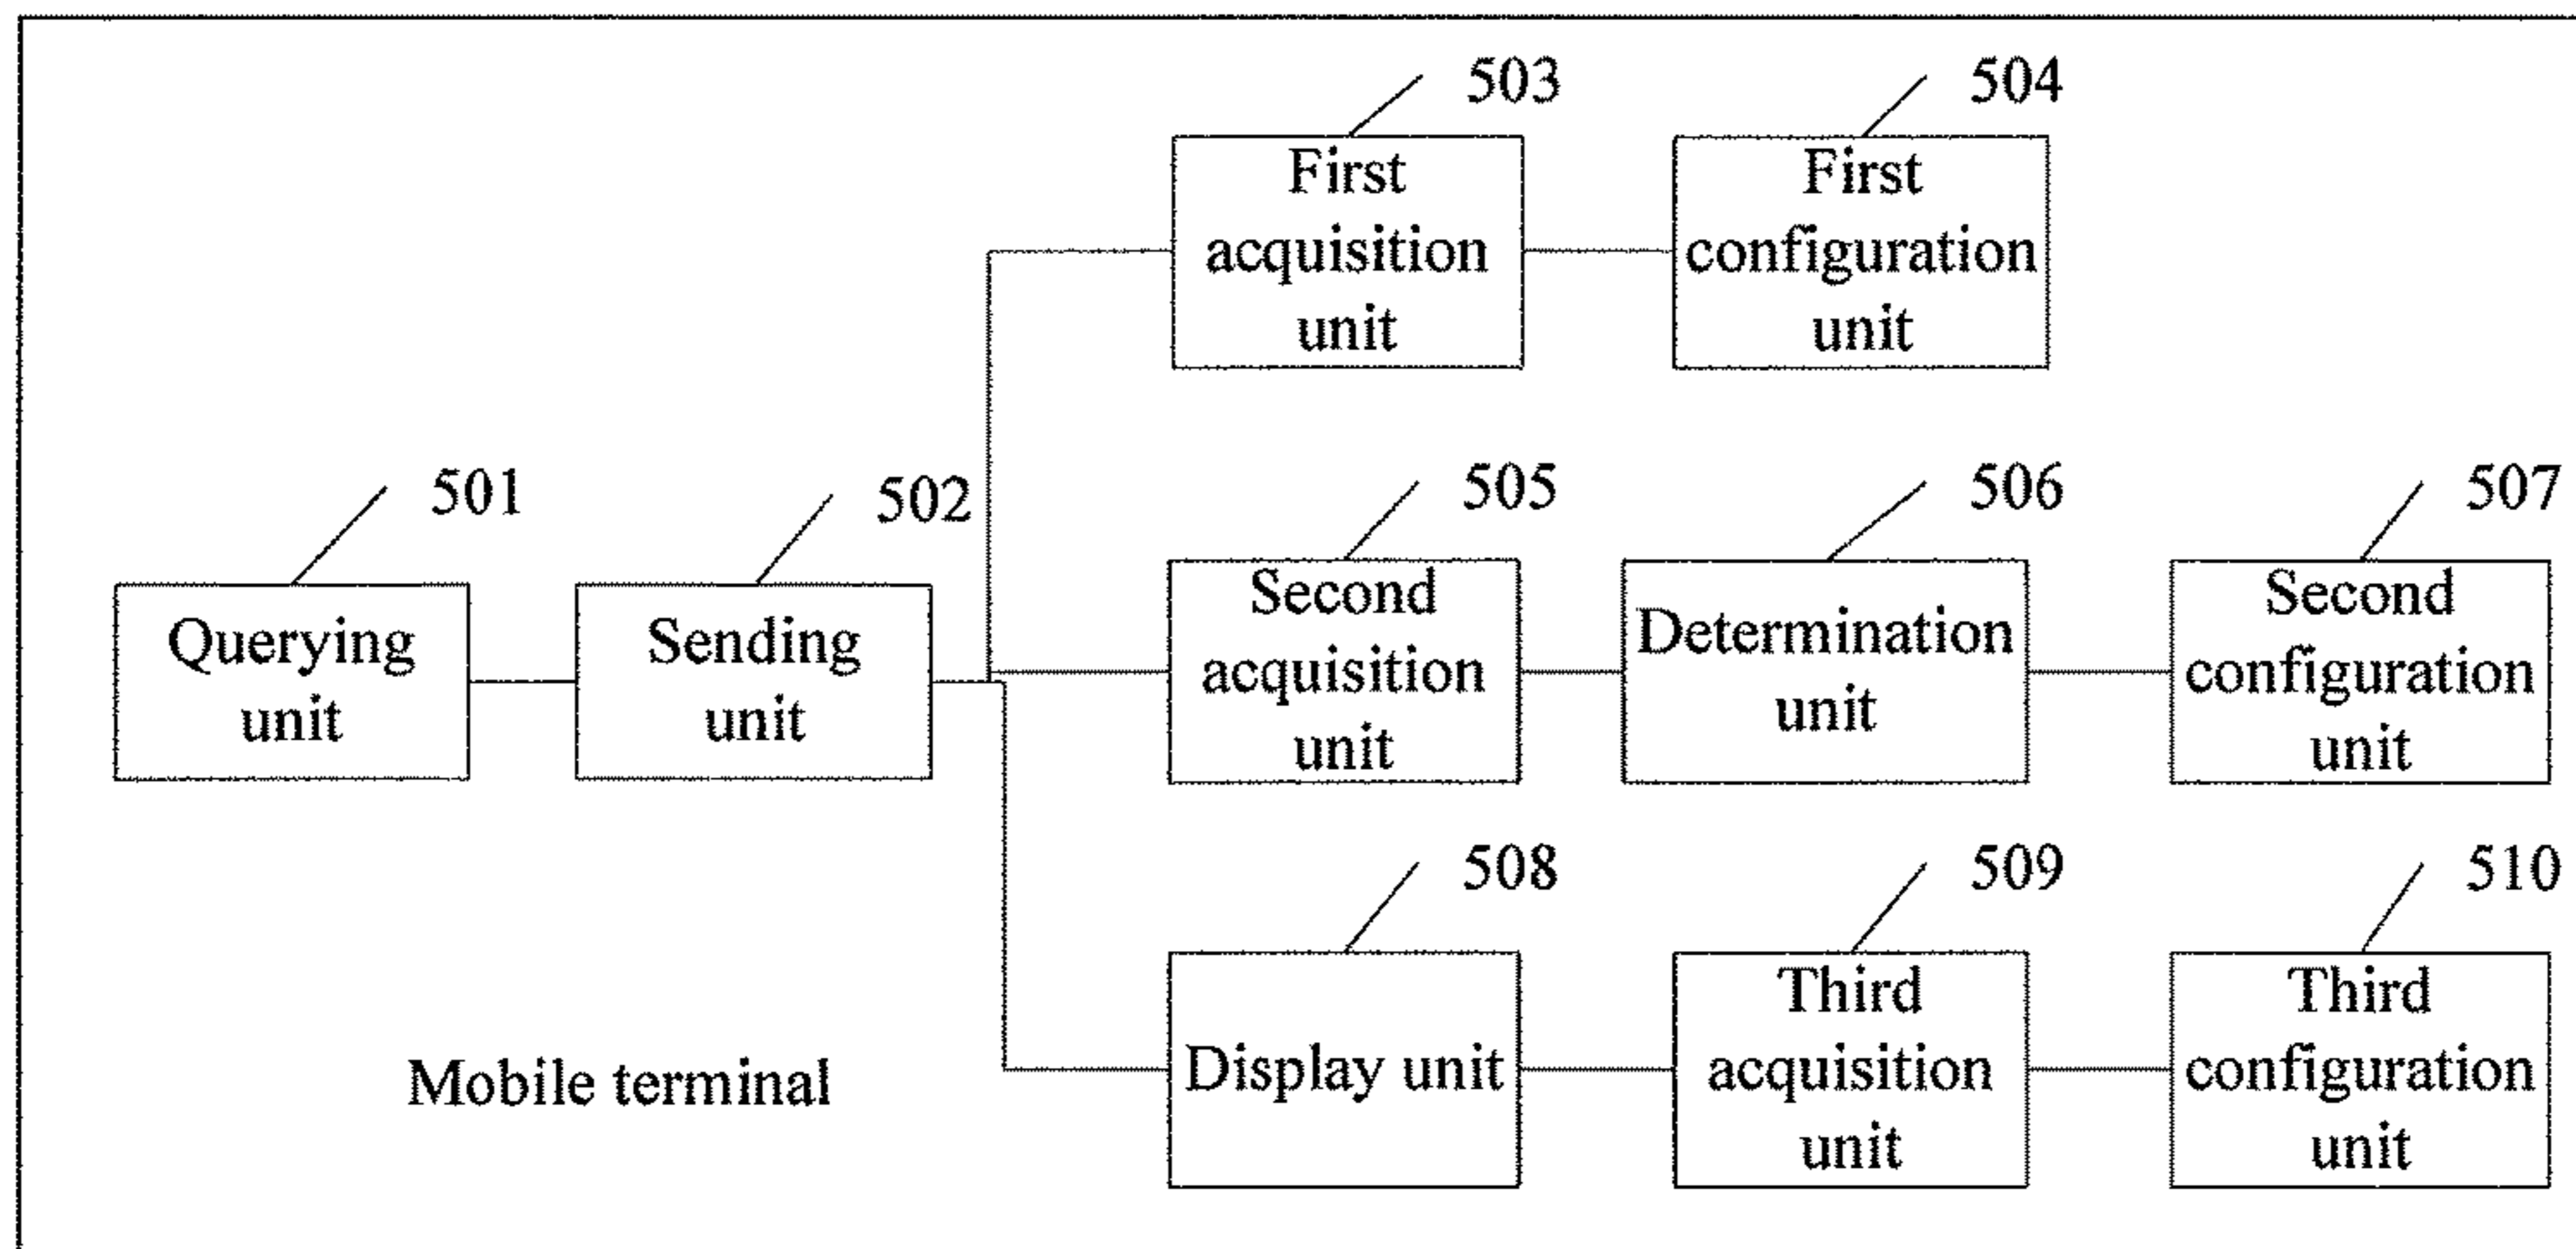 503
504
First
acquisition
unit
First
configuration
unit
501
502
505
506
507
Querying
unit
Sending
unit
Second
acquisition
unit
Determination
unit
Second
configuration
unit
508
509
510
Mobile terminal
Display unit
Third
acquisition
unit
Third
configuration
unit